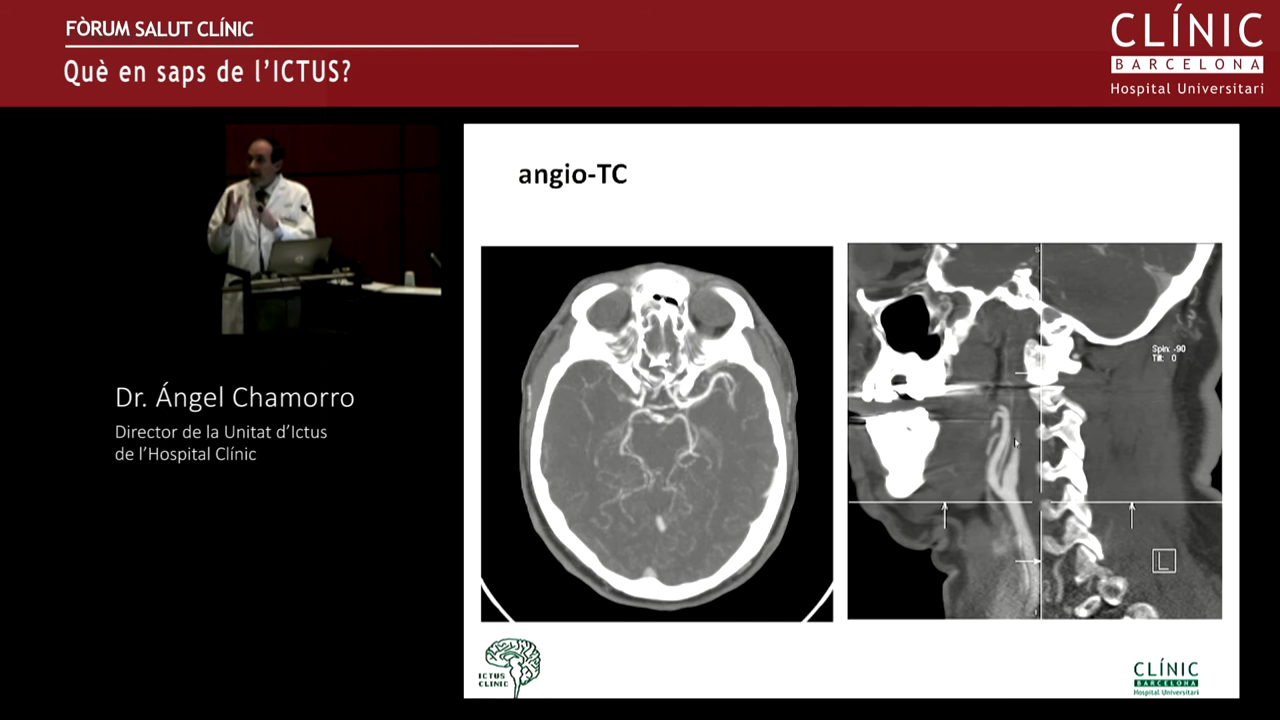 FÒRUM SALUT CLÍNIC
Què en saps de l'ICTUS?
CLÍNIC
BARCELONA
Hospital Universitari
angio-TC
Dr. Ángel Chamorro
Director de la Unitat d'Ictus
de l'Hospital Clínic
Spin: -90
Tilt: 0
L
ICTUS
CLINIC
CLÍNIC
BARCELONA
Hospital Universitari